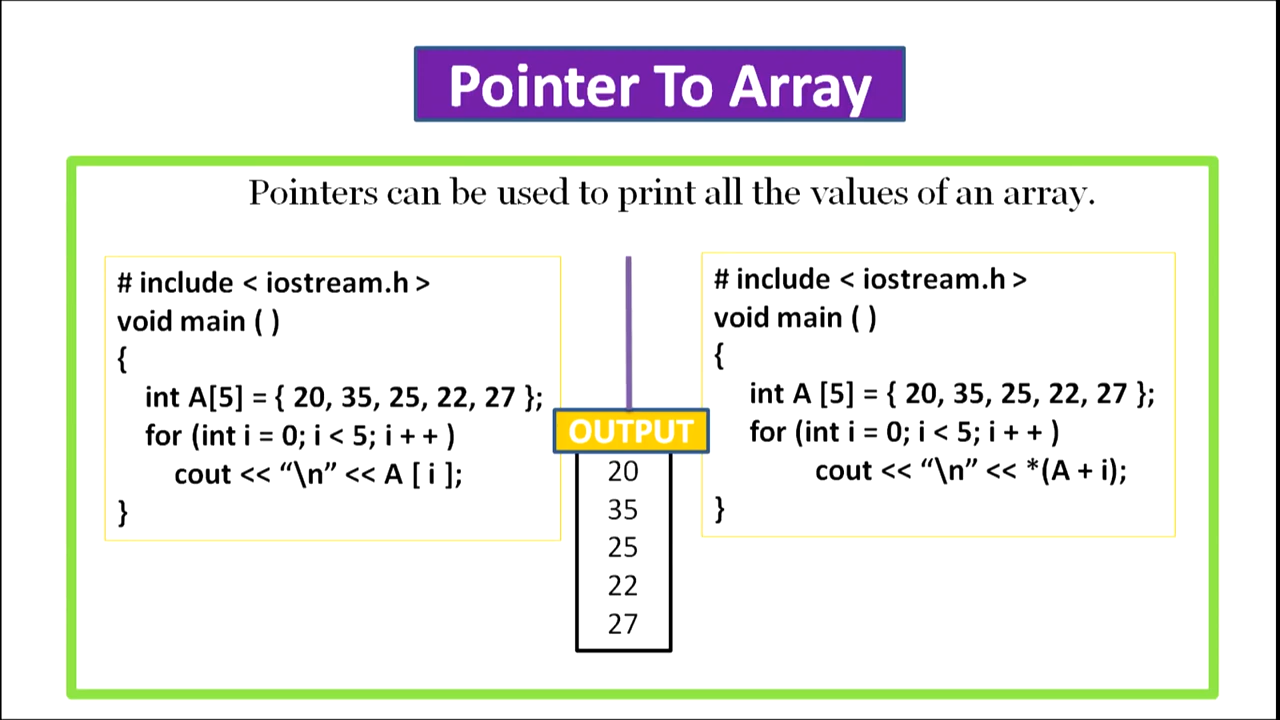 Pointer To Array
Pointers can be used to print all the values of an array.
# include < iostream.h >
void main ( )
{
int A[5] = { 20, 35, 25, 22, 27 };
for (int i = 0; i < 5; i + + )
cout << “\n” << A [ i ];
}
OUTPUT
20
35
25
22
27
# include < iostream.h >
void main ( )
{
int A [5] = { 20, 35, 25, 22, 27 };
for (int i = 0; i < 5; i + + )
cout << “\n” << *(A + i);
}